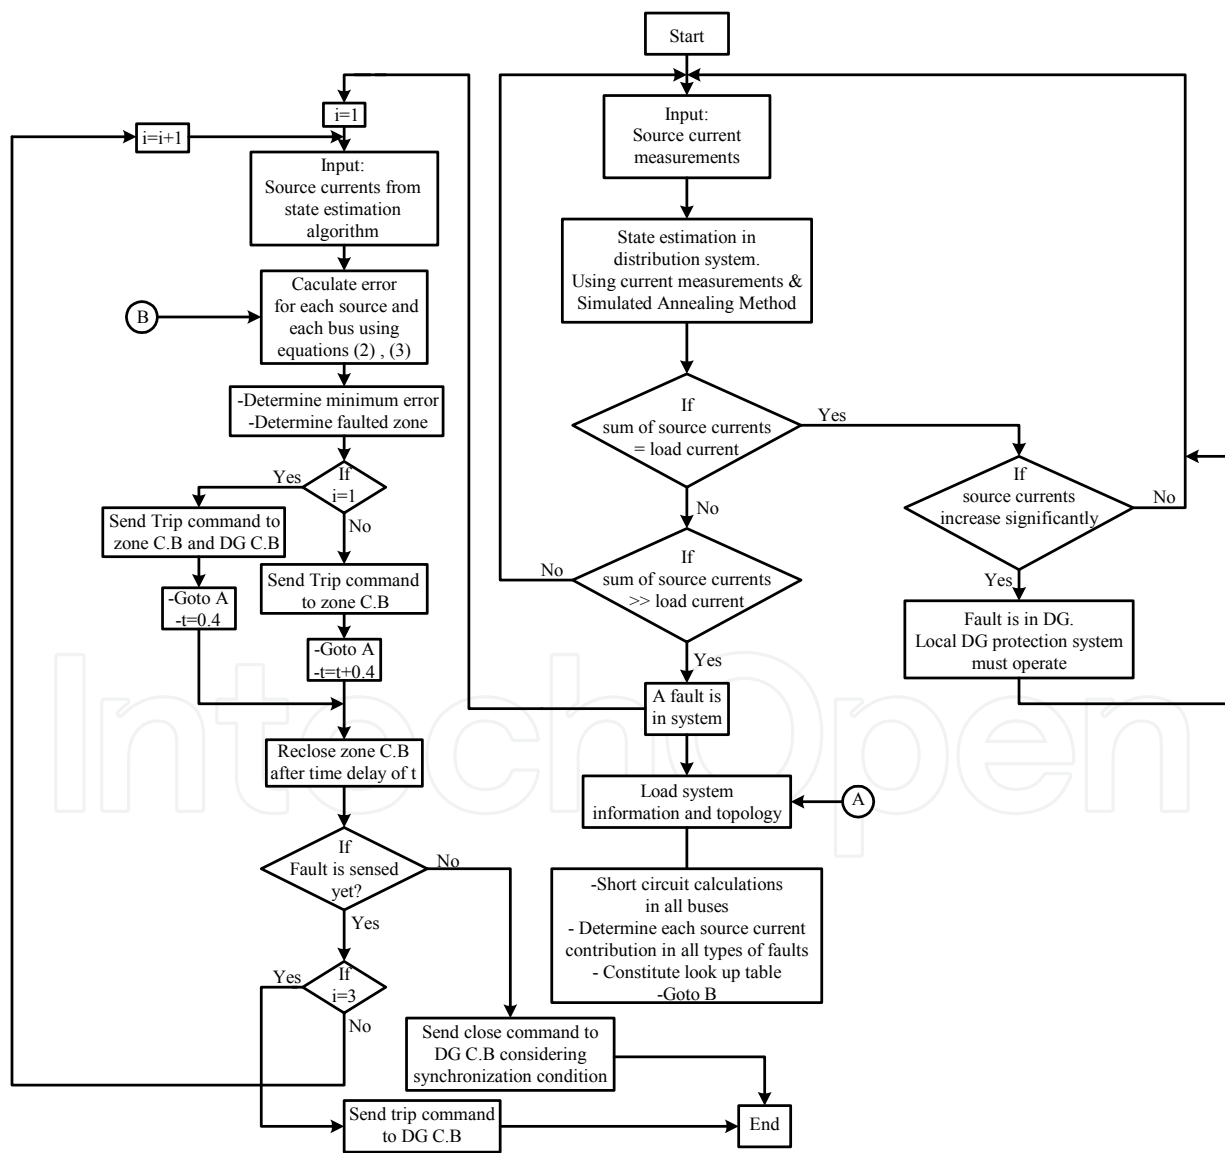 Start
Input:
Source current
measurements
State estimation in
distribution system.
Using current measurements &
Simulated Annealing Method
If
sum of source currents
= load current
Yes
No
If
source currents
increase significantly
No
Yes
Fault is in DG.
Local DG protection system
must operate
If
sum of source currents
>> load current
No
Yes
A fault is
in system
Load system
information and topology
A
-Short circuit calculations
in all buses
- Determine each source current
contribution in all types of faults
- Constitute look up table
-Goto B
i=1
i=i+1
Input:
Source currents from
state estimation
algorithm
B
Caculate error
for each source and
each bus using
equations (2) , (3)
-Determine minimum error
-Determine faulted zone
If
i=1
Yes
No
Send Trip command to
zone C.B and DG C.B
-Goto A
-t=0.4
Send Trip command
to zone C.B
-Goto A
-t=t+0.4
Reclose zone C.B
after time delay of t
If
Fault is sensed
yet?
No
Yes
If
i=3
Yes
No
Send close command to
DG C.B considering
synchronization condition
Send trip command
to DG C.B
End
IntechOpen